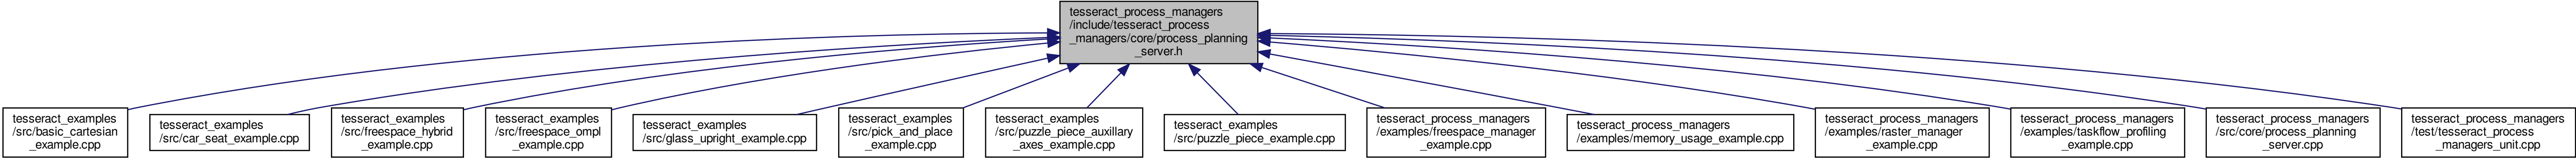 tesseract_process_managers
/include/tesseract_process
_managers/core/process_planning
_server.h
tesseract_examples
/src/basic_cartesian
_example.cpp
tesseract_examples
/src/car_seat_example.cpp
tesseract_examples
/src/freespace_hybrid
_example.cpp
tesseract_examples
/src/freespace_ompl
_example.cpp
tesseract_examples
/src/glass_upright_example.cpp
tesseract_examples
/src/pick_and_place
_example.cpp
tesseract_examples
/src/puzzle_piece_auxillary
_axes_example.cpp
tesseract_examples
/src/puzzle_piece_example.cpp
tesseract_process_managers
/examples/freespace_manager
_example.cpp
tesseract_process_managers
/examples/memory_usage_example.cpp
tesseract_process_managers
/examples/raster_manager
_example.cpp
tesseract_process_managers
/examples/taskflow_profiling
_example.cpp
tesseract_process_managers
/src/core/process_planning
_server.cpp
tesseract_process_managers
/test/tesseract_process
_managers_unit.cpp